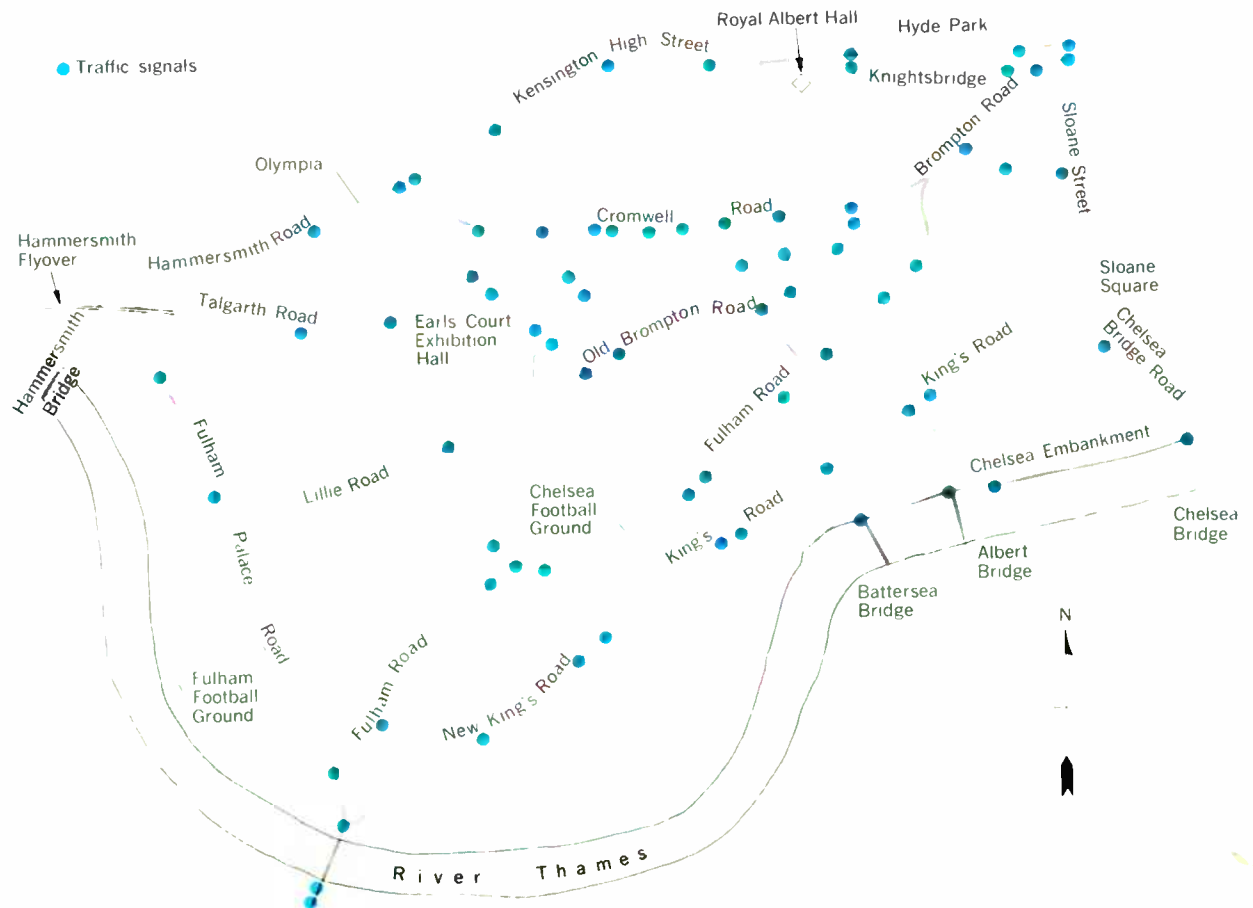 Royal Albert Hall
Hyde Park
Kensington High Street
Traffic signals
Knightsbridge
Brompton Road
Sloane Street
Olympia
Cromwell Road
Hammersmith
Flyover
Hammersmith Road
Sloane
Square
Talgarth Road
Earls Court
Exhibition
Hall
Old Brompton Road
Chelsea
Bridge Road
King's Road
Hammersmith
Bridge
Fulham Road
Fulham Palace Road
Lillie Road
Chelsea Embankment
Chelsea
Football
Ground
King's Road
Chelsea
Bridge
Albert
Bridge
Battersea
Bridge
N
Fulham
Football
Ground
Fulham Road
New King's Road
River Thames